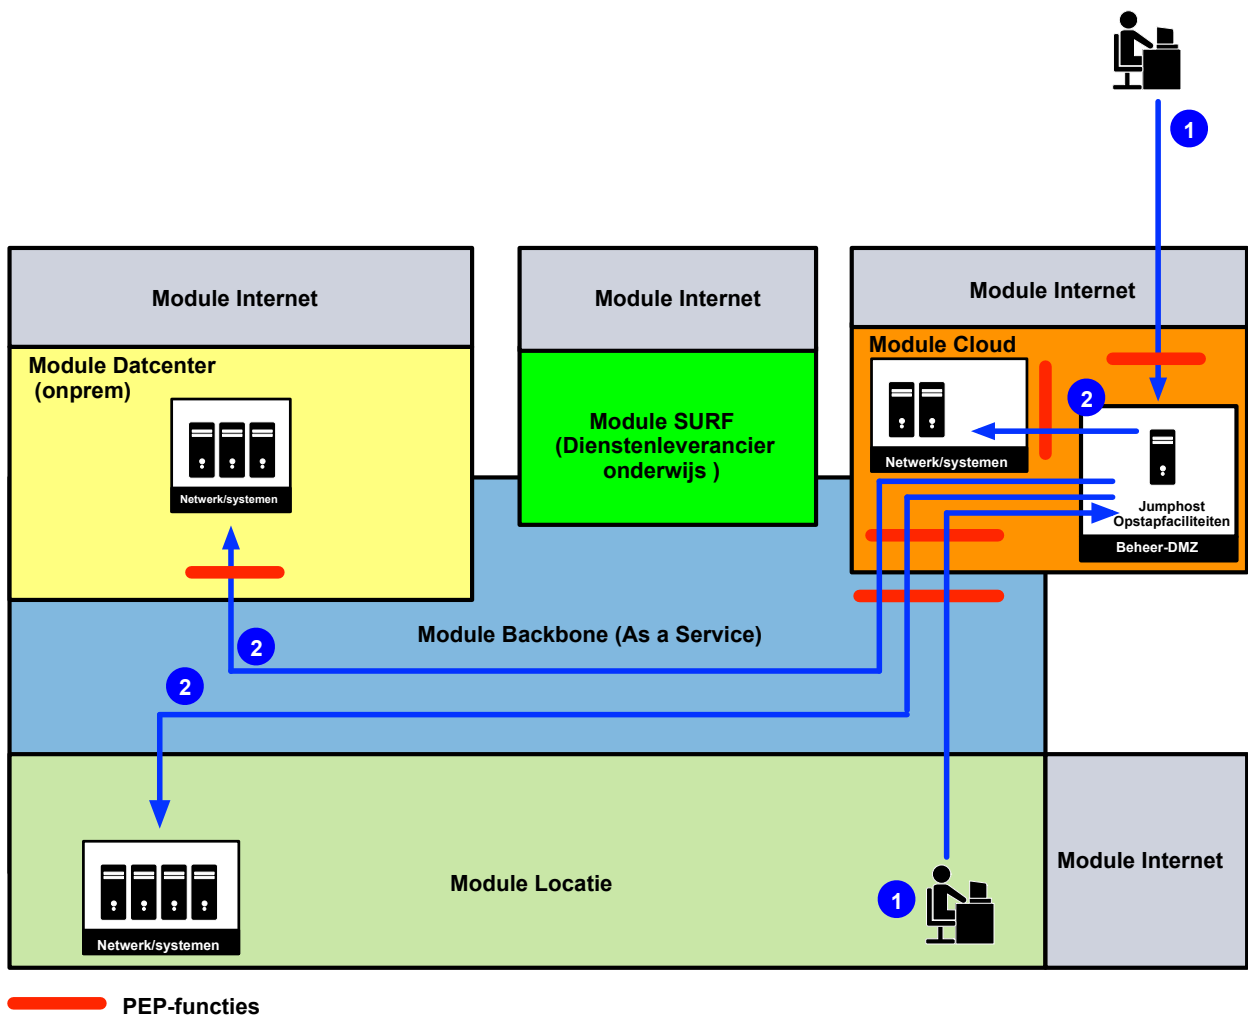 1
Module Internet
Module Internet
Module Internet
Module Datcenter
(onprem)
Netwerk/systemen
Module SURF
(Dienstenleverancier
onderwijs )
Module Cloud
Netwerk/systemen
2
Jumphost
Opstapfaciliteiten
Beheer-DMZ
Module Backbone (As a Service)
2
2
Module Locatie
Netwerk/systemen
1
Module Internet
PEP-functies